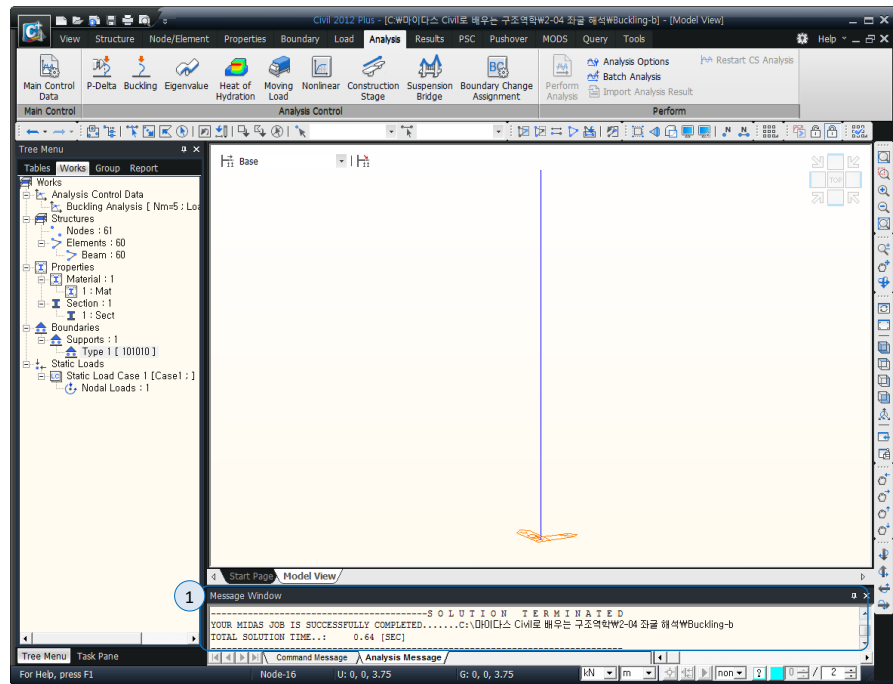 Civil 2012 Plus - [C:₩마이다스 Civil로 배우는 구조역학₩2-04 좌굴 해석₩Buckling-b] - [Model View]
View Structure Node/Element Properties Boundary Load Analysis Results PSC Pushover MODS Query Tools Help
Main Control Data
P-Delta Buckling Eigenvalue
Heat of Hydration
Moving Load
Nonlinear
Construction Stage
Suspension Bridge
Boundary Change Assignment
Perform Analysis
Analysis Options
Batch Analysis
Import Analysis Result
Restart CS Analysis
Main Control Analysis Control Perform
Tree Menu
Tables Works Group Report
Works
Analysis Control Data
Buckling Analysis [ Nm=5 ; Loa
Structures
Nodes : 61
Elements : 60
Beam : 60
Properties
Material : 1
1 : Mat
Section : 1
1 : Sect
Boundaries
Supports : 1
Type 1 [ 101010 ]
Static Loads
Static Load Case 1 [Case1 ; ]
Nodal Loads : 1
Base
TOP
Start Page Model View
1
Message Window
SOLUTION TERMINATED
YOUR MIDAS JOB IS SUCCESSFULLY COMPLETED.......C:\마이다스 Civil로 배우는 구조역학₩2-04 좌굴 해석₩Buckling-b
TOTAL SOLUTION TIME..: 0.64 [SEC]
Command Message Analysis Message
Tree Menu Task Pane
For Help, press F1 Node-16 U: 0, 0, 3.75 G: 0, 0, 3.75 kN m non ? 0 / 2